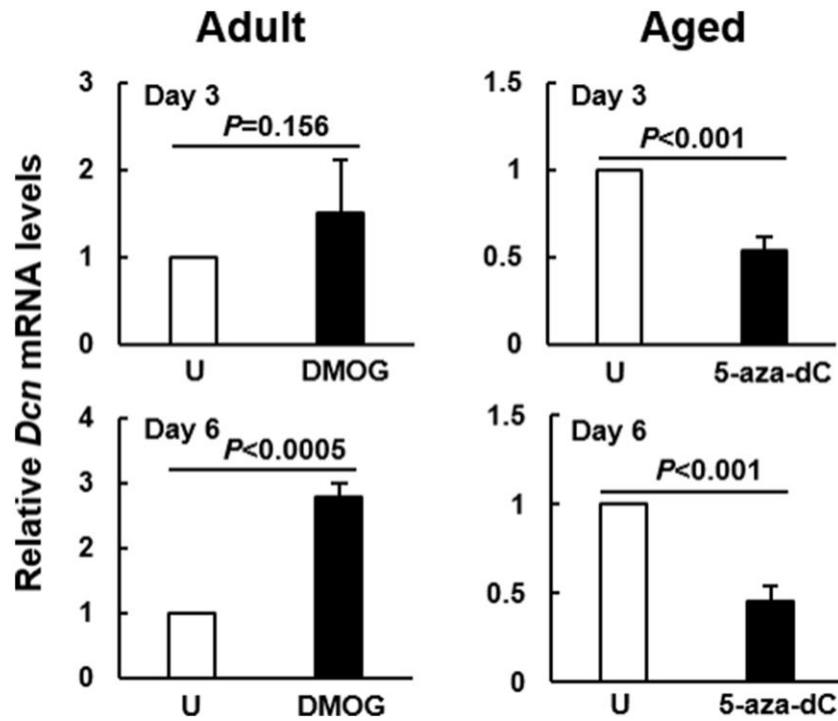 Adult
Aged
Relative Dcn mRNA levels
3
2
1
0
Day 3
P=0.156
U
DMOG
1.5
1
0.5
0
Day 3
P<0.001
U
5-aza-dC
4
3
2
1
0
Day 6
P<0.0005
U
DMOG
1.5
1
0.5
0
Day 6
P<0.001
U
5-aza-dC